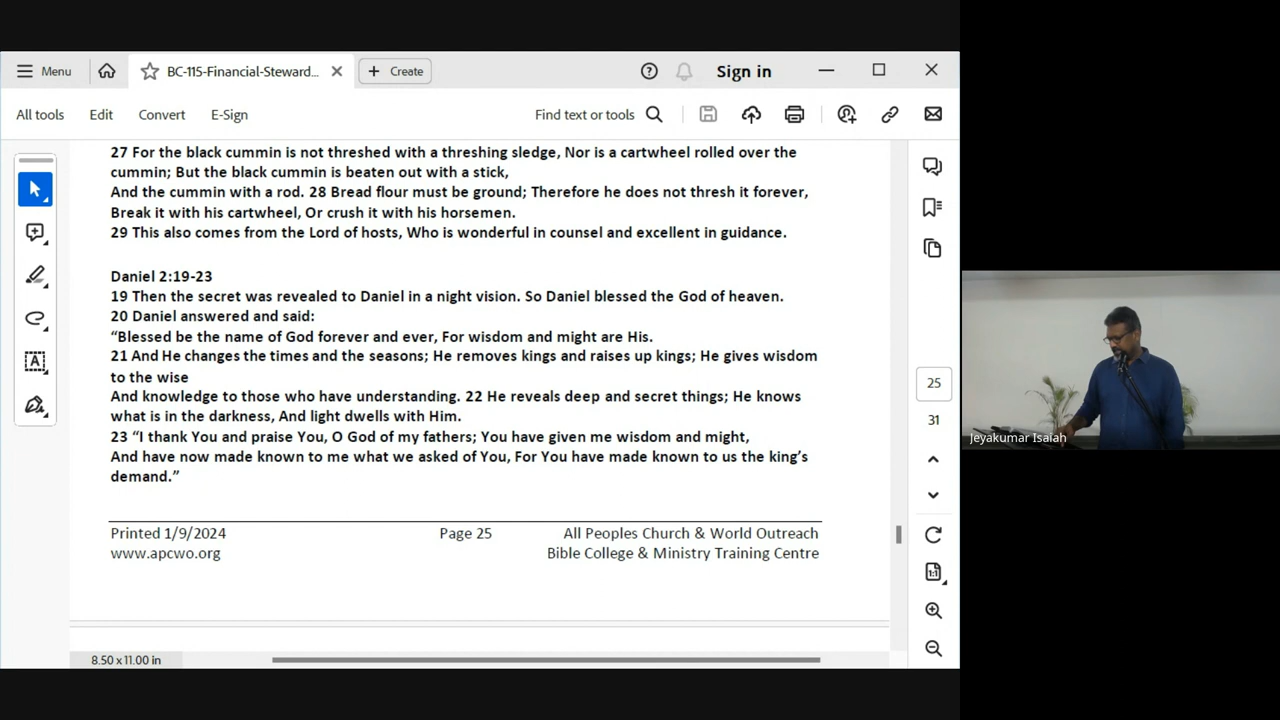 Menu
BC-115-Financial-Steward...
Create
Sign in
All tools
Edit
Convert
E-Sign
Find text or tools
27 For the black cummin is not threshed with a threshing sledge, Nor is a cartwheel rolled over the
cummin; But the black cummin is beaten out with a stick,
And the cummin with a rod. 28 Bread flour must be ground; Therefore he does not thresh it forever,
Break it with his cartwheel, Or crush it with his horsemen.
29 This also comes from the Lord of hosts, Who is wonderful in counsel and excellent in guidance.
Daniel 2:19-23
19 Then the secret was revealed to Daniel in a night vision. So Daniel blessed the God of heaven.
20 Daniel answered and said:
“Blessed be the name of God forever and ever, For wisdom and might are His.
21 And He changes the times and the seasons; He removes kings and raises up kings; He gives wisdom
to the wise
And knowledge to those who have understanding. 22 He reveals deep and secret things; He knows
what is in the darkness, And light dwells with Him.
23 “I thank You and praise You, O God of my fathers; You have given me wisdom and might,
And have now made known to me what we asked of You, For You have made known to us the king’s
demand.”
Printed 1/9/2024 Page 25 All Peoples Church & World Outreach
www.apcwo.org Bible College & Ministry Training Centre
8.50 x 11.00 in
25
31
1:1
Jeyakumar Isaiah